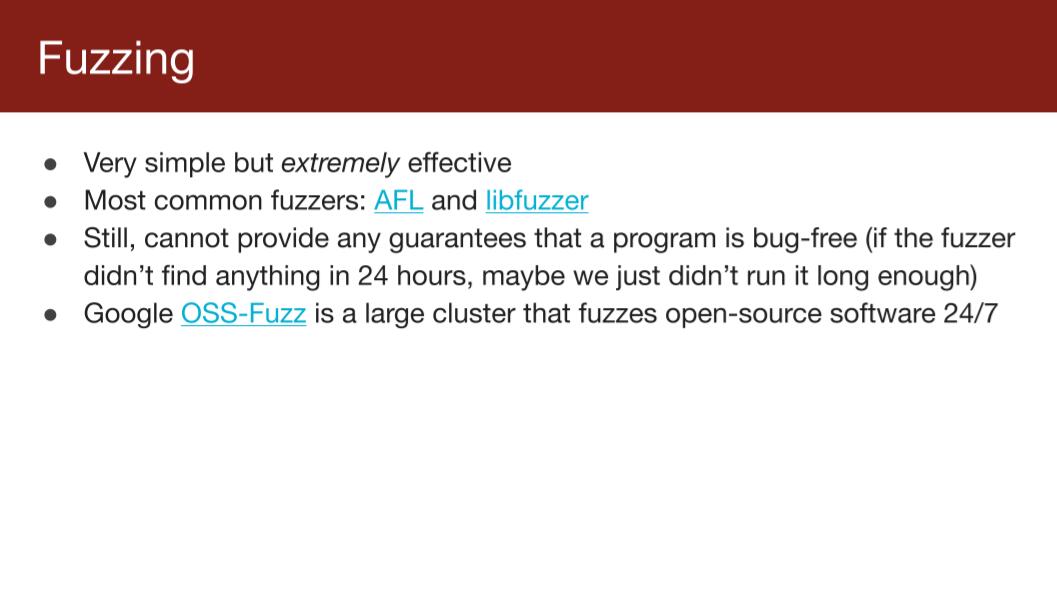 Fuzzing
● Very simple but extremely effective
● Most common fuzzers: AFL and libfuzzer
● Still, cannot provide any guarantees that a program is bug-free (if the fuzzer
didn’t find anything in 24 hours, maybe we just didn’t run it long enough)
● Google OSS-Fuzz is a large cluster that fuzzes open-source software 24/7